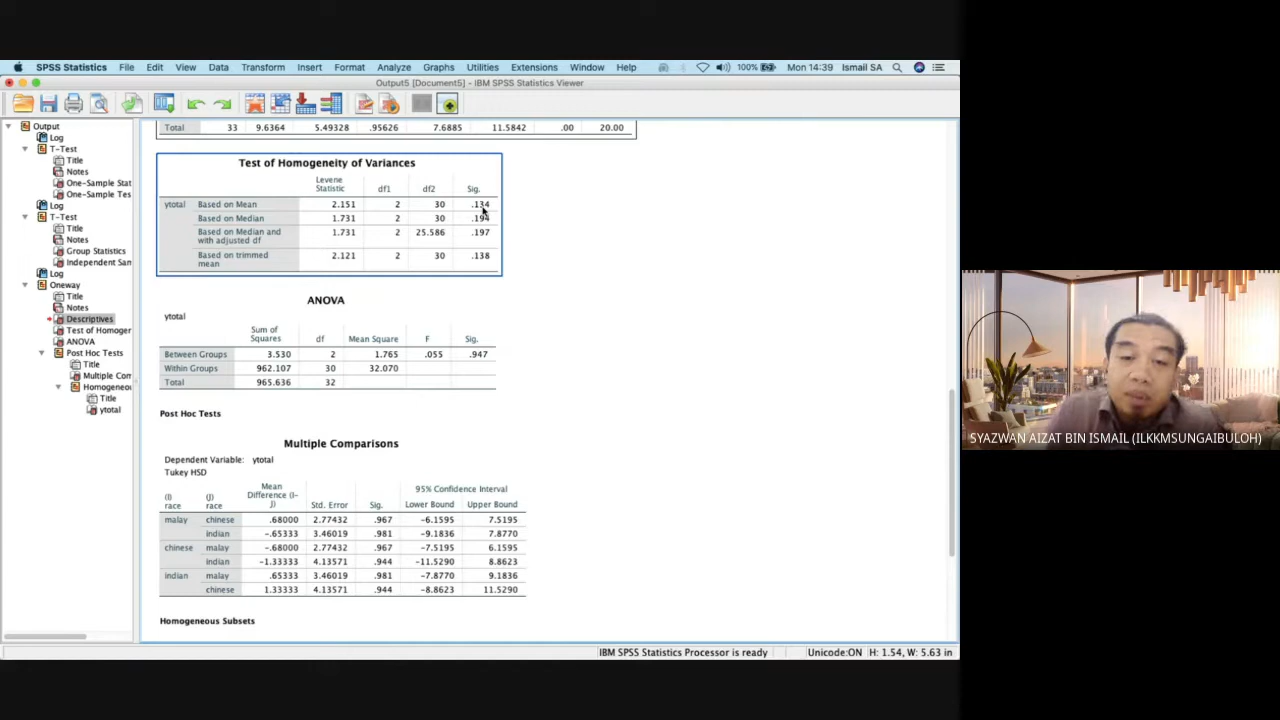 SPSS Statistics File Edit View Data Transform Insert Format Analyze Graphs Utilities Extensions Window Help 100% Mon 14:39 Ismail SA
Output5 [Document5] - IBM SPSS Statistics Viewer
Output
Log
T-Test
Title
Notes
One-Sample Stat
One-Sample Tes
Log
T-Test
Title
Notes
Group Statistics
Independent Sam
Log
Oneway
Title
Notes
Descriptives
Test of Homoger
ANOVA
Post Hoc Tests
Title
Multiple Com
Homogeneou
Title
ytotal
Total 33 9.6364 5.49328 .95626 7.6885 11.5842 .00 20.00
Test of Homogeneity of Variances
Levene Statistic df1 df2 Sig.
ytotal Based on Mean 2.151 2 30 .134
Based on Median 1.731 2 30 .194
Based on Median and with adjusted df 1.731 2 25.586 .197
Based on trimmed mean 2.121 2 30 .138
ANOVA
ytotal
Sum of Squares df Mean Square F Sig.
Between Groups 3.530 2 1.765 .055 .947
Within Groups 962.107 30 32.070
Total 965.636 32
Post Hoc Tests
Multiple Comparisons
Dependent Variable: ytotal
Tukey HSD
(I) race (J) race Mean Difference (I-J) Std. Error Sig. 95% Confidence Interval
Lower Bound Upper Bound
malay chinese .68000 2.77432 .967 -6.1595 7.5195
indian -.65333 3.46019 .981 -9.1836 7.8770
chinese malay -.68000 2.77432 .967 -7.5195 6.1595
indian -1.33333 4.13571 .944 -11.5290 8.8623
indian malay .65333 3.46019 .981 -7.8770 9.1836
chinese 1.33333 4.13571 .944 -8.8623 11.5290
Homogeneous Subsets
IBM SPSS Statistics Processor is ready Unicode:ON H: 1.54, W: 5.63 in
SYAZWAN AIZAT BIN ISMAIL (ILKKMSUNGAIBULOH)